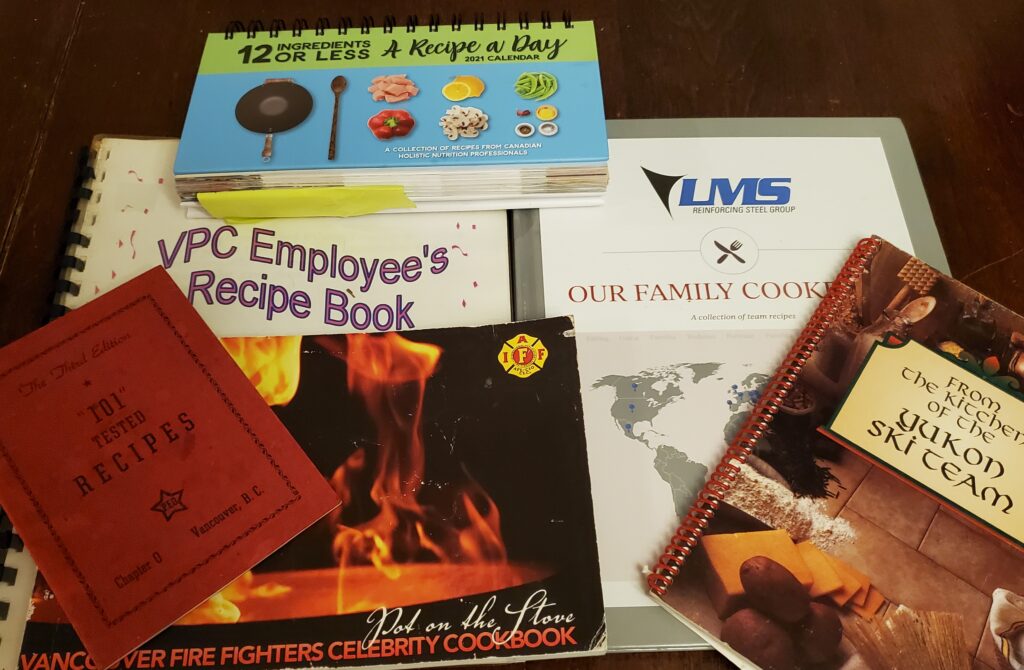 12 INGREDIENTS OR LESS A Recipe a Day
2021 CALENDAR
A COLLECTION OF RECIPES FROM CANADIAN
HOLISTIC NUTRITION PROFESSIONALS
VPC Employee's
Recipe Book
LMS
REINFORCING STEEL GROUP
OUR FAMILY COOK
A collection of team recipes
The Third Edition
"101"
TESTED
RECIPES
PEO
Chapter O Vancouver, B.C.
I A F F
Pot on the Stove
VANCOUVER FIRE FIGHTERS CELEBRITY COOKBOOK
FROM
the KITCHEN
OF the
YUKON
SKI TEAM